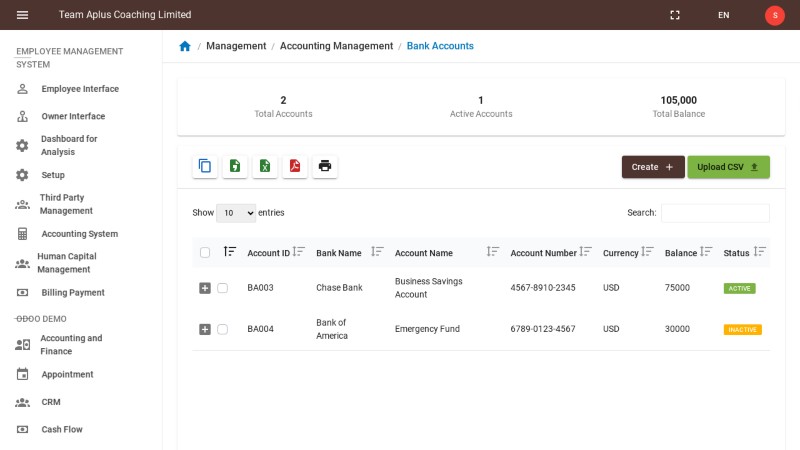 Team Aplus Coaching Limited
EN
S
EMPLOYEE MANAGEMENT
SYSTEM
Employee Interface
Owner Interface
Dashboard for
Analysis
Setup
Third Party
Management
Accounting System
Human Capital
Management
Billing Payment
ODOO DEMO
Accounting and
Finance
Appointment
CRM
Cash Flow
/ Management / Accounting Management / Bank Accounts
2
Total Accounts
1
Active Accounts
105,000
Total Balance
Create +
Upload CSV
Show 10 entries
Search:
Account ID Bank Name Account Name Account Number Currency Balance Status
BA003 Chase Bank Business Savings Account 4567-8910-2345 USD 75000 ACTIVE
BA004 Bank of America Emergency Fund 6789-0123-4567 USD 30000 INACTIVE